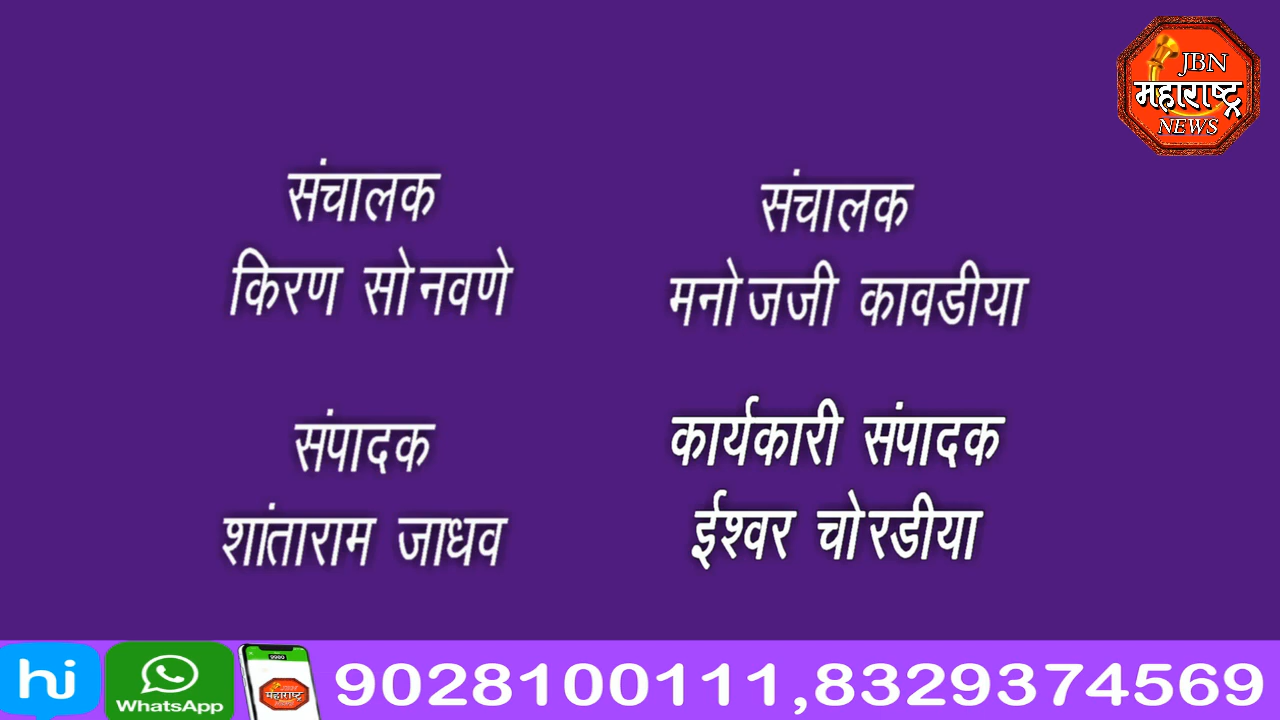 JBN
महाराष्ट्र
NEWS
संचालक
किरण सोनवणे
संचालक
मनोजजी कावडीया
संपादक
शांताराम जाधव
कार्यकारी संपादक
ईश्वर चोरडीया
hi
WhatsApp
महाराष्ट्र
9028100111,8329374569